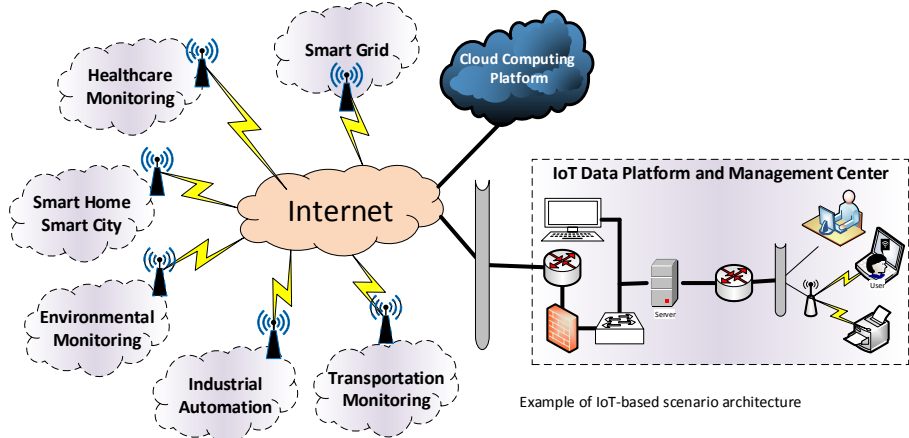 Smart Grid
Healthcare
Monitoring
Cloud Computing
Platform
Smart Home
Smart City
Internet
IoT Data Platform and Management Center
User
Server
Environmental
Monitoring
Industrial
Automation
Transportation
Monitoring
Example of IoT-based scenario architecture